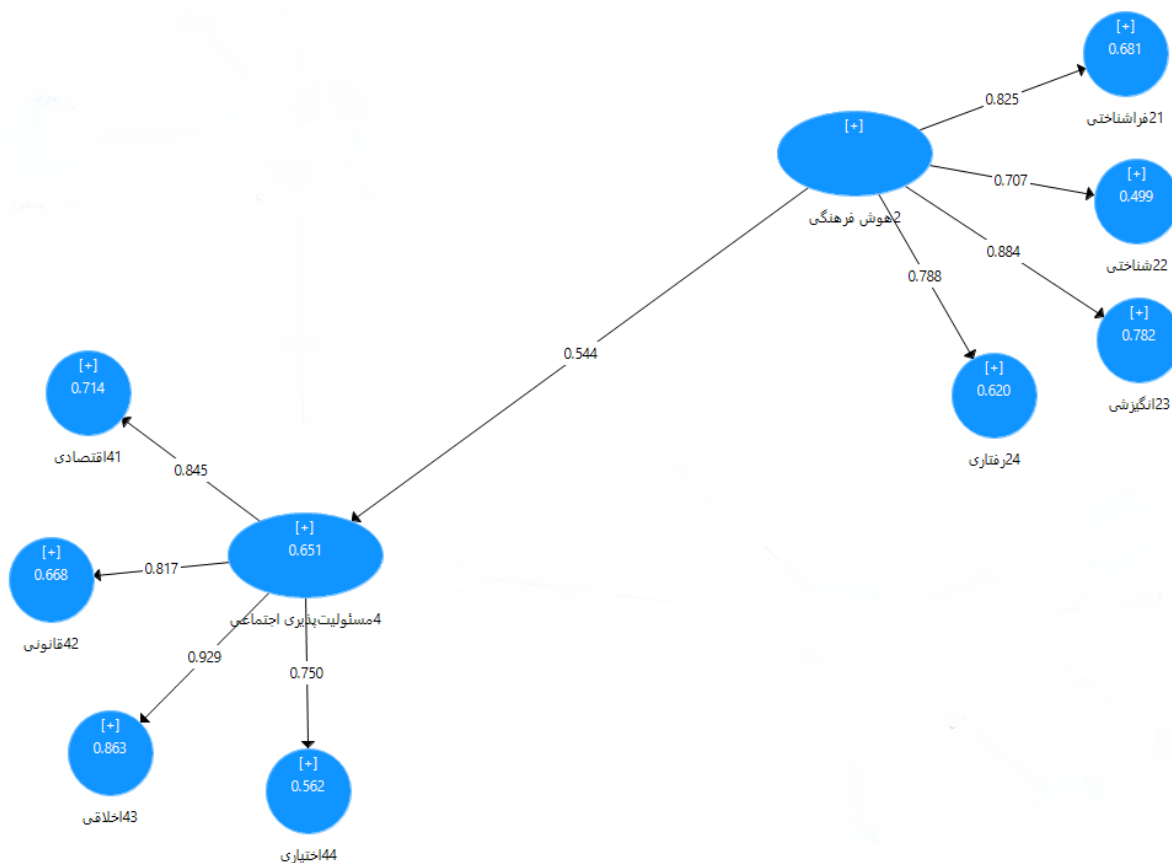 [+]
0.681
21فراشناختی
0.825
[+]
2هوش فرهنگی
0.707
[+]
0.499
22شناختی
0.884
[+]
0.782
23انگیزشی
0.788
[+]
0.620
24رفتاری
0.544
[+]
0.714
41اقتصادی
0.845
[+]
0.651
4مسئولیت‌پذیری اجتماعی
0.817
[+]
0.668
42قانونی
0.929
[+]
0.863
43اخلاقی
0.750
[+]
0.562
44اختیاری